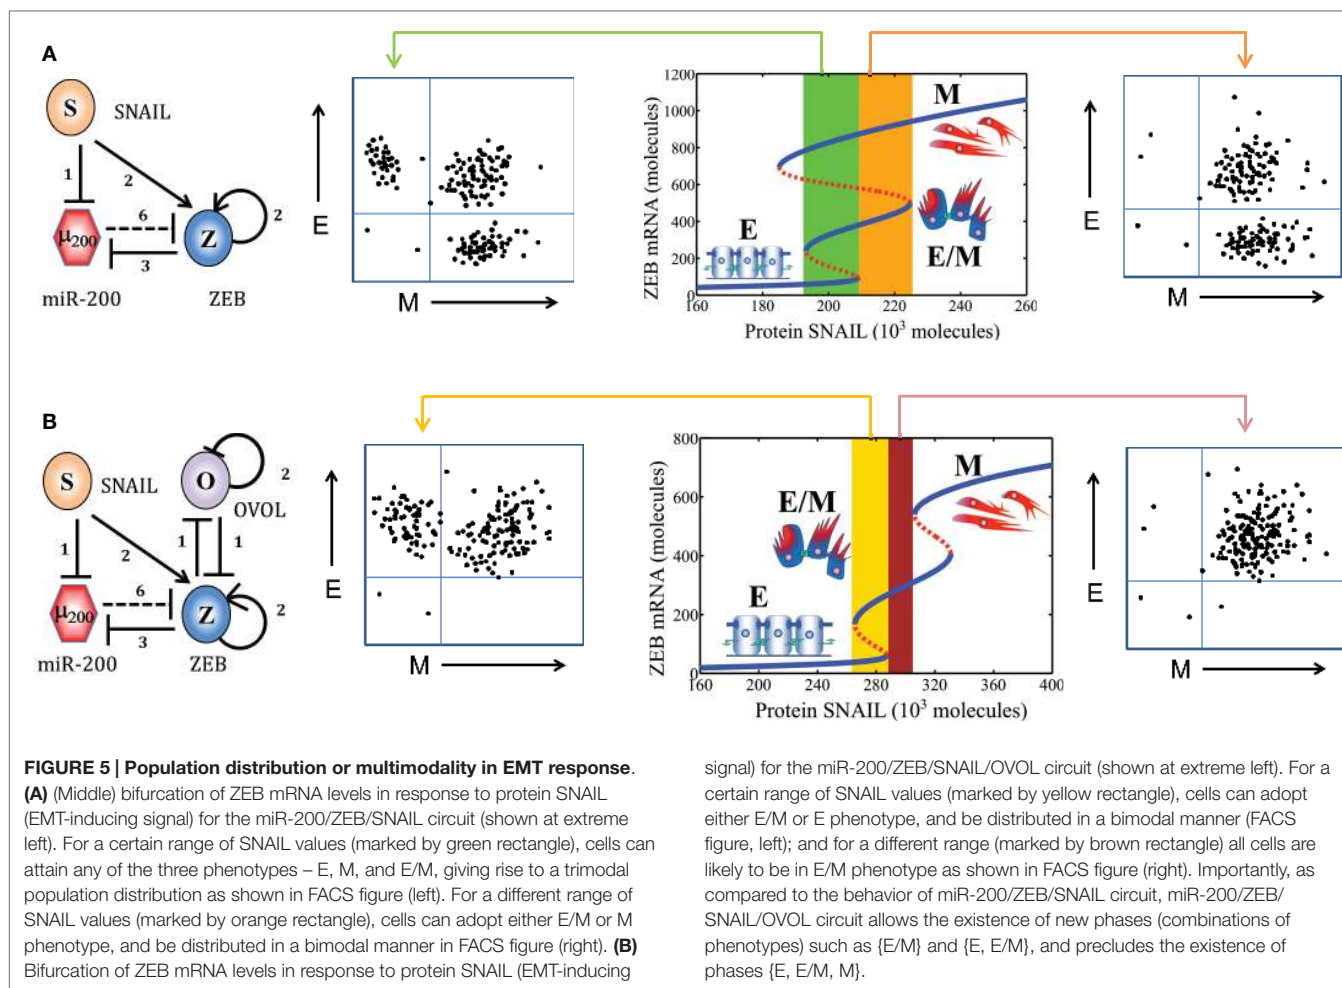 A
S
SNAIL
1
2
6
2
μ200
Z
3
miR-200
ZEB
E
M
1200
1000
800
600
400
200
0
ZEB mRNA (molecules)
M
E
E/M
160
180
200
220
240
260
Protein SNAIL (10³ molecules)
E
M
B
S
SNAIL
O
2
OVOL
1
2
1
1
6
μ200
Z
2
3
miR-200
ZEB
E
M
800
600
400
200
0
ZEB mRNA (molecules)
M
E/M
E
160
200
240
280
320
360
400
Protein SNAIL (10³ molecules)
E
M
FIGURE 5 | Population distribution or multimodality in EMT response.
(A) (Middle) bifurcation of ZEB mRNA levels in response to protein SNAIL
(EMT-inducing signal) for the miR-200/ZEB/SNAIL circuit (shown at extreme
left). For a certain range of SNAIL values (marked by green rectangle), cells can
attain any of the three phenotypes – E, M, and E/M, giving rise to a trimodal
population distribution as shown in FACS figure (left). For a different range of
SNAIL values (marked by orange rectangle), cells can adopt either E/M or M
phenotype, and be distributed in a bimodal manner in FACS figure (right). (B)
Bifurcation of ZEB mRNA levels in response to protein SNAIL (EMT-inducing
signal) for the miR-200/ZEB/SNAIL/OVOL circuit (shown at extreme left). For a
certain range of SNAIL values (marked by yellow rectangle), cells can adopt
either E/M or E phenotype, and be distributed in a bimodal manner (FACS
figure, left); and for a different range (marked by brown rectangle) all cells are
likely to be in E/M phenotype as shown in FACS figure (right). Importantly, as
compared to the behavior of miR-200/ZEB/SNAIL circuit, miR-200/ZEB/
SNAIL/OVOL circuit allows the existence of new phases (combinations of
phenotypes) such as {E/M} and {E, E/M}, and precludes the existence of
phases {E, E/M, M}.